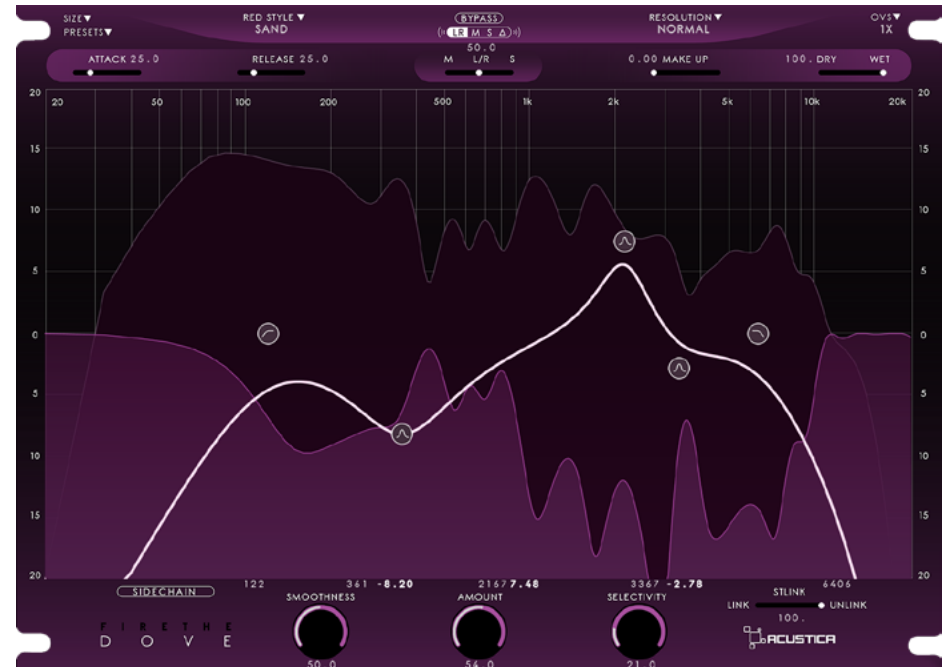 SIZE▼ RED STYLE▼ BYPASS RESOLUTION▼ OVS▼
PRESETS▼ SAND LR M S Δ NORMAL 1X
50.0
ATTACK 25.0 RELEASE 25.0 M L/R S 0.00 MAKE UP 100. DRY WET
20 20
20 50 100 200 500 1k 2k 5k 10k 20k
15 15
10 10
5 5
0 0
5 5
10 10
15 15
20 20
122 361 -8.20 2167 7.48 3367 -2.78 6406
SIDECHAIN SMOOTHNESS AMOUNT SELECTIVITY STLINK
LINK UNLINK
100.
FIRETHE
DOVE
ACUSTICA
50.0 54.0 21.0